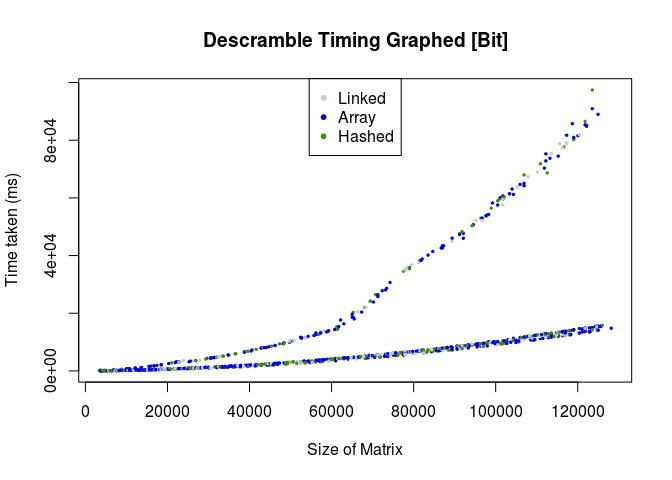 Descramble Timing Graphed [Bit]
Linked
Array
Hashed
Time taken (ms)
8e+04
4e+04
0e+00
0 20000 40000 60000 80000 100000 120000
Size of Matrix